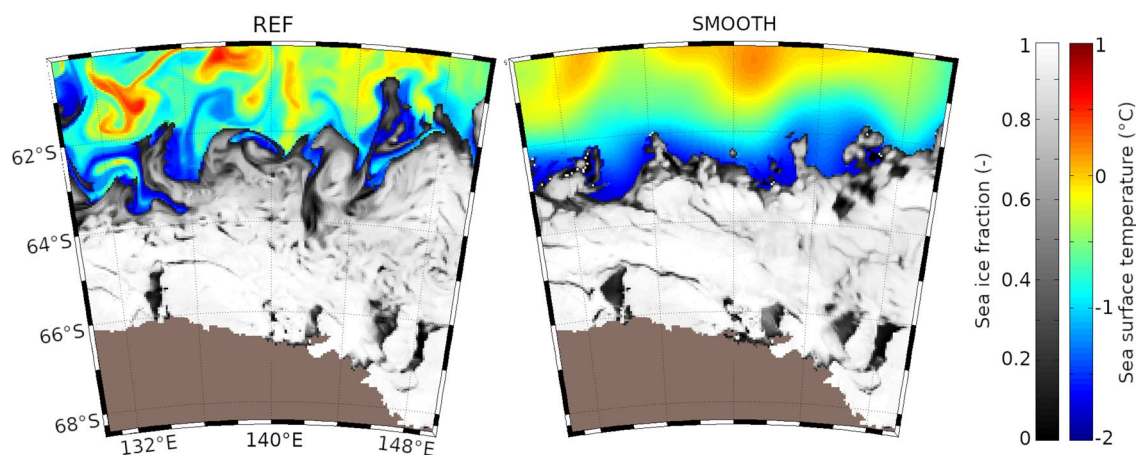 REF
SMOOTH
62°S
64°S
66°S
68°S
132°E
140°E
148°E
1
0.8
0.6
0.4
0.2
0
Sea ice fraction (-)
1
0
-1
-2
Sea surface temperature (°C)